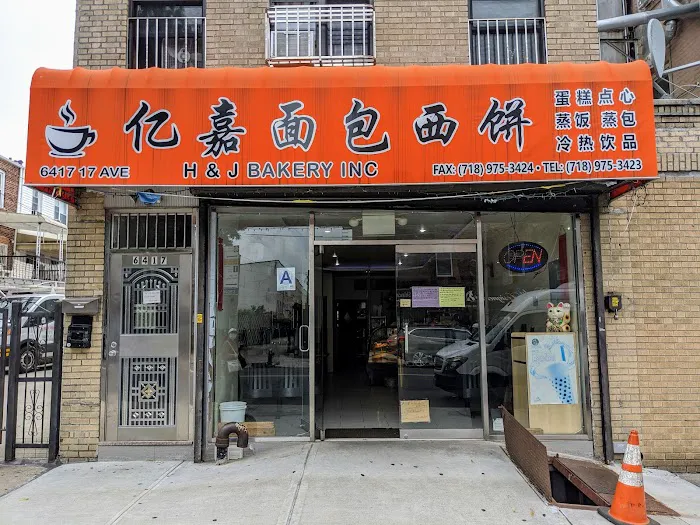 亿嘉面包西饼
蛋糕点心
蒸饭蒸包
冷热饮品
6417 17 AVE
H & J BAKERY INC
FAX: (718) 975-3424 • TEL: (718) 975-3423
6417
A
OPEN